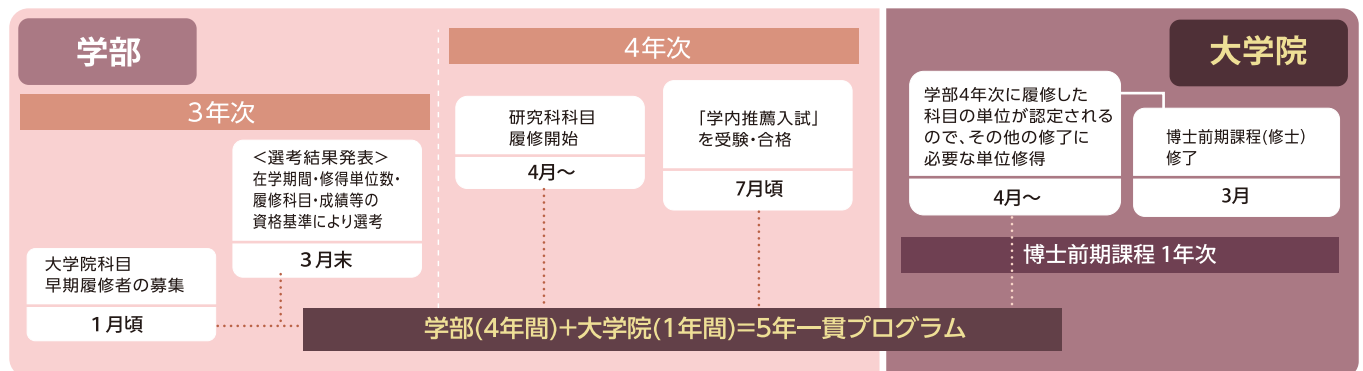 学部
3年次
大学院科目
早期履修者の募集
1月頃
＜選考結果発表＞
在学期間・修得単位数・
履修科目・成績等の
資格基準により選考
3月末
4年次
研究科科目
履修開始
4月～
「学内推薦入試」
を受験・合格
7月頃
大学院
学部4年次に履修した
科目の単位が認定される
ので、その他の修了に
必要な単位修得
4月～
博士前期課程(修士)
修了
3月
博士前期課程 1年次
学部(4年間)+大学院(1年間)=5年一貫プログラム